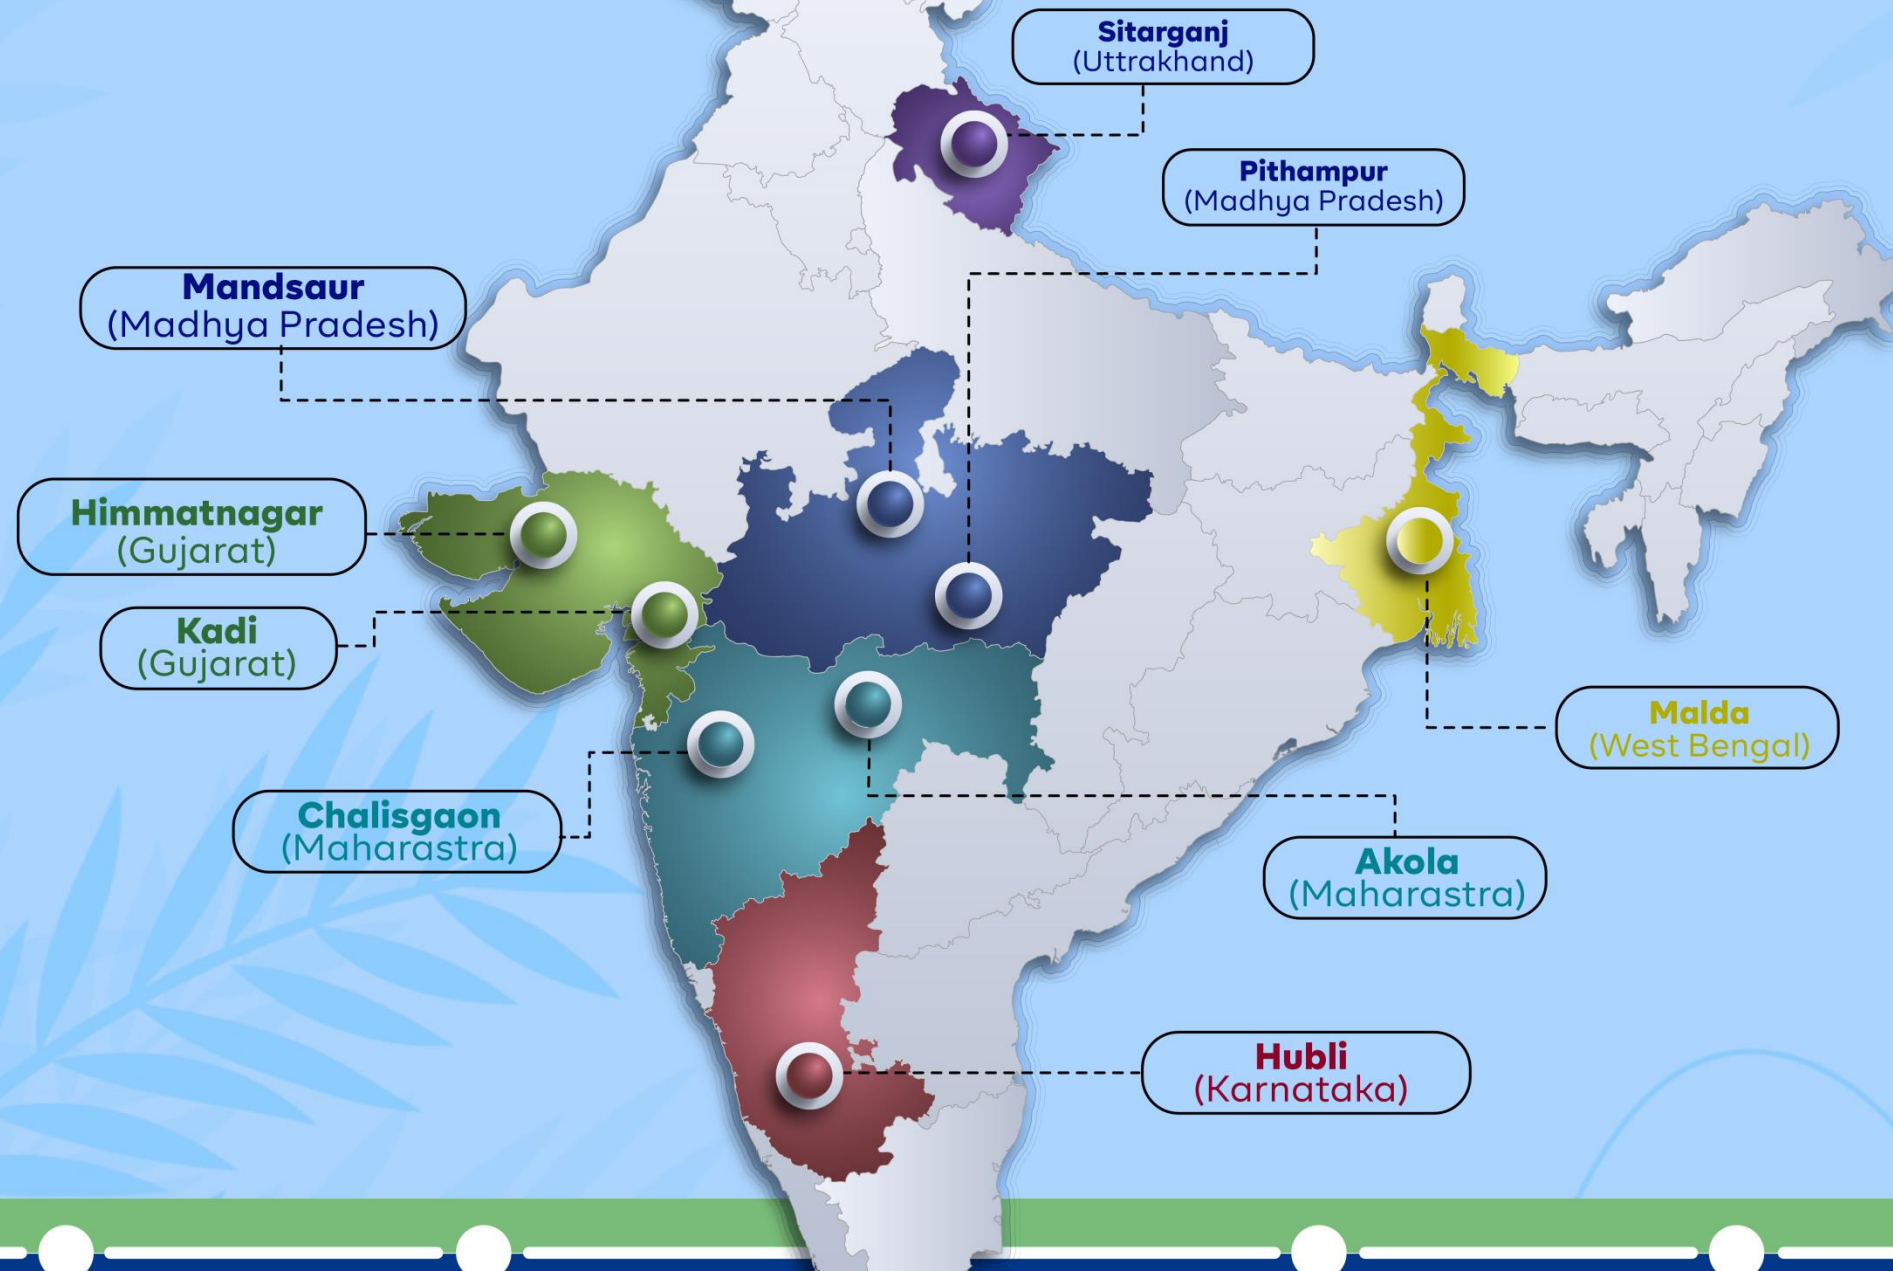 Sitarganj
(Uttrakhand)
Pithampur
(Madhya Pradesh)
Mandsaur
(Madhya Pradesh)
Himmatnagar
(Gujarat)
Kadi
(Gujarat)
Malda
(West Bengal)
Chalisgaon
(Maharastra)
Akola
(Maharastra)
Hubli
(Karnataka)